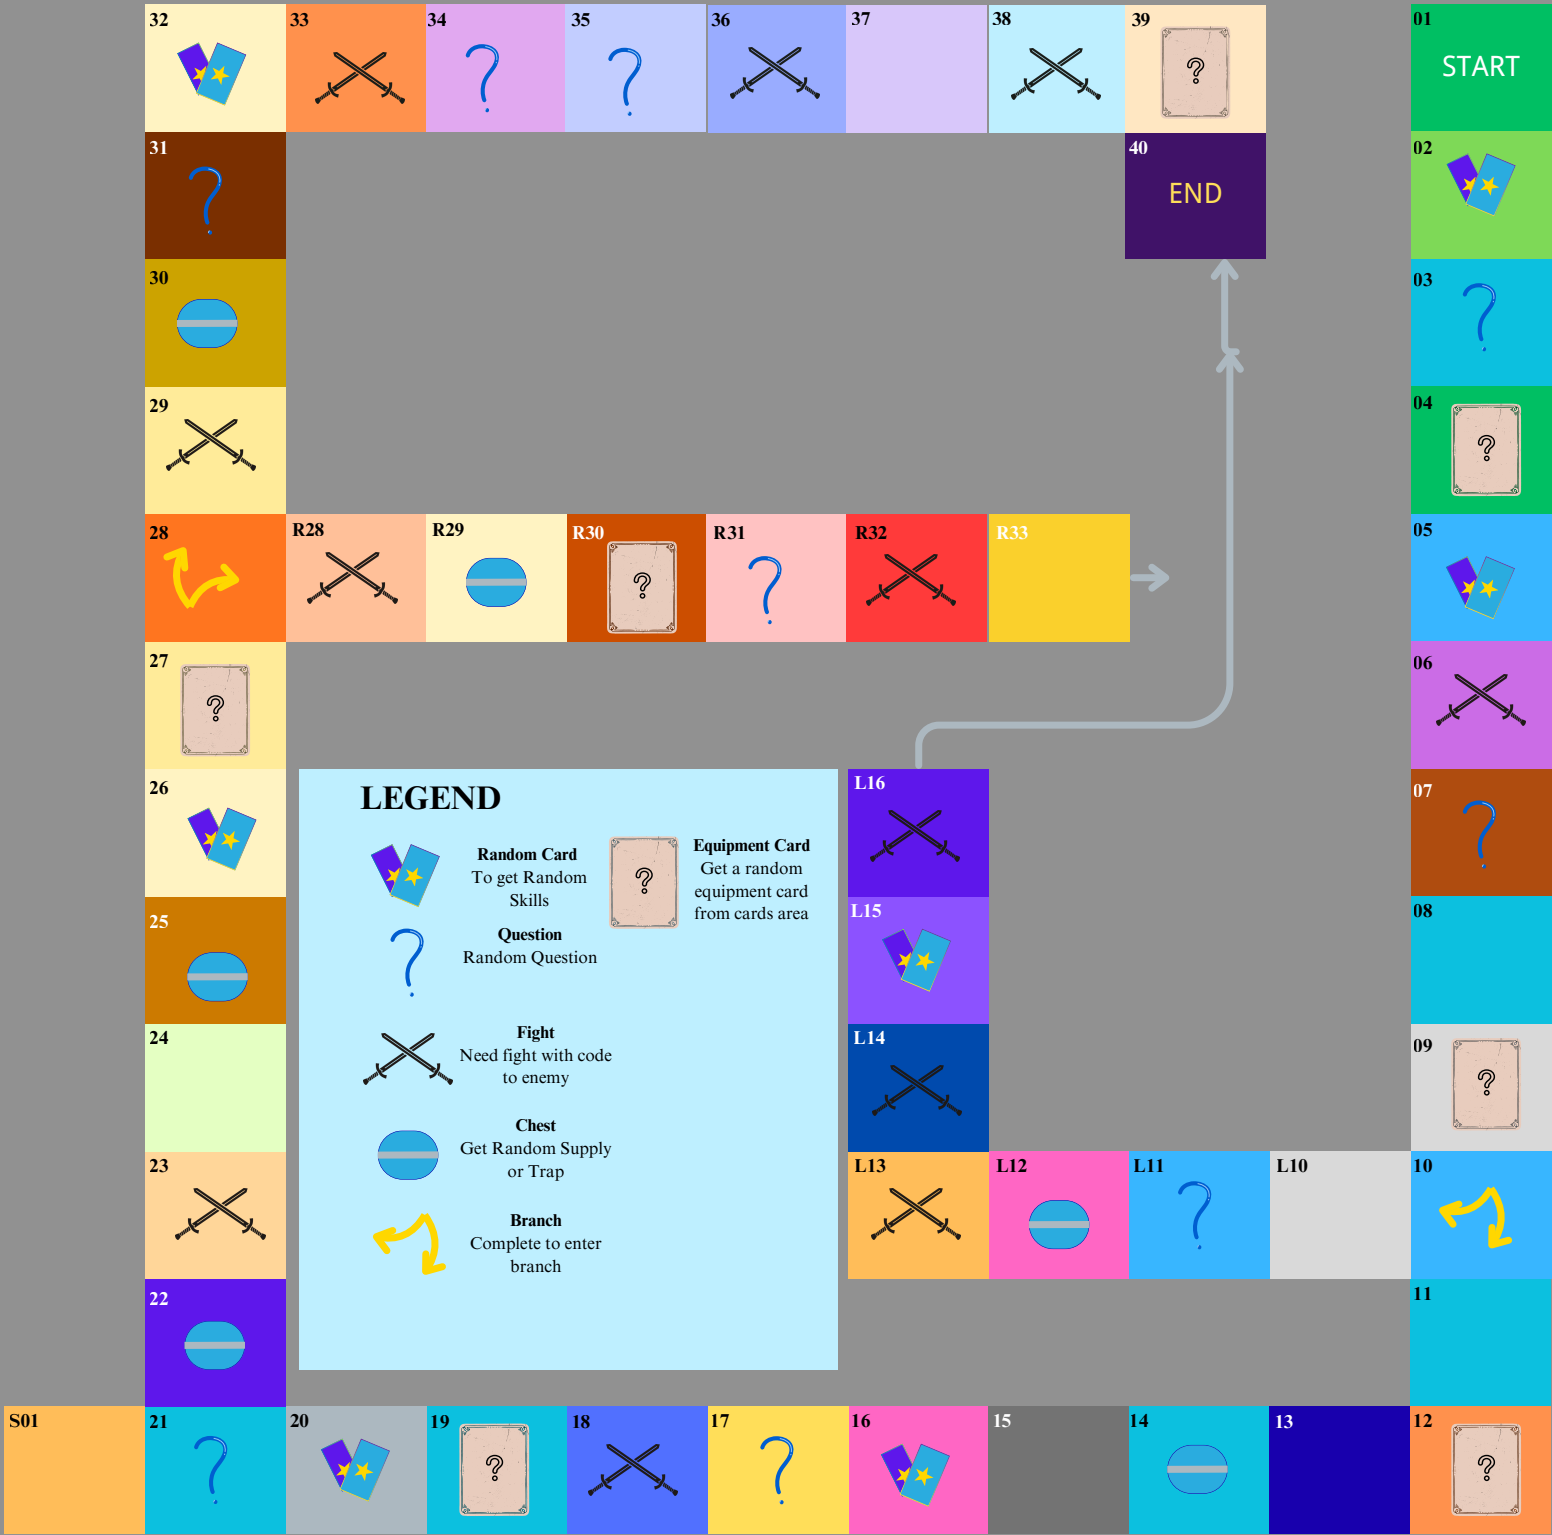 32
33
34
35
36
37
38
39
01
START
31
40
END
02
30
03
29
04
28
R28
R29
R30
R31
R32
R33
05
27
06
26
LEGEND
Random Card
To get Random
Skills
Equipment Card
Get a random
equipment card
from cards area
Question
Random Question
Fight
Need fight with code
to enemy
Chest
Get Random Supply
or Trap
Branch
Complete to enter
branch
L16
07
25
L15
08
24
L14
09
23
L13
L12
L11
L10
10
22
11
S01
21
20
19
18
17
16
15
14
13
12